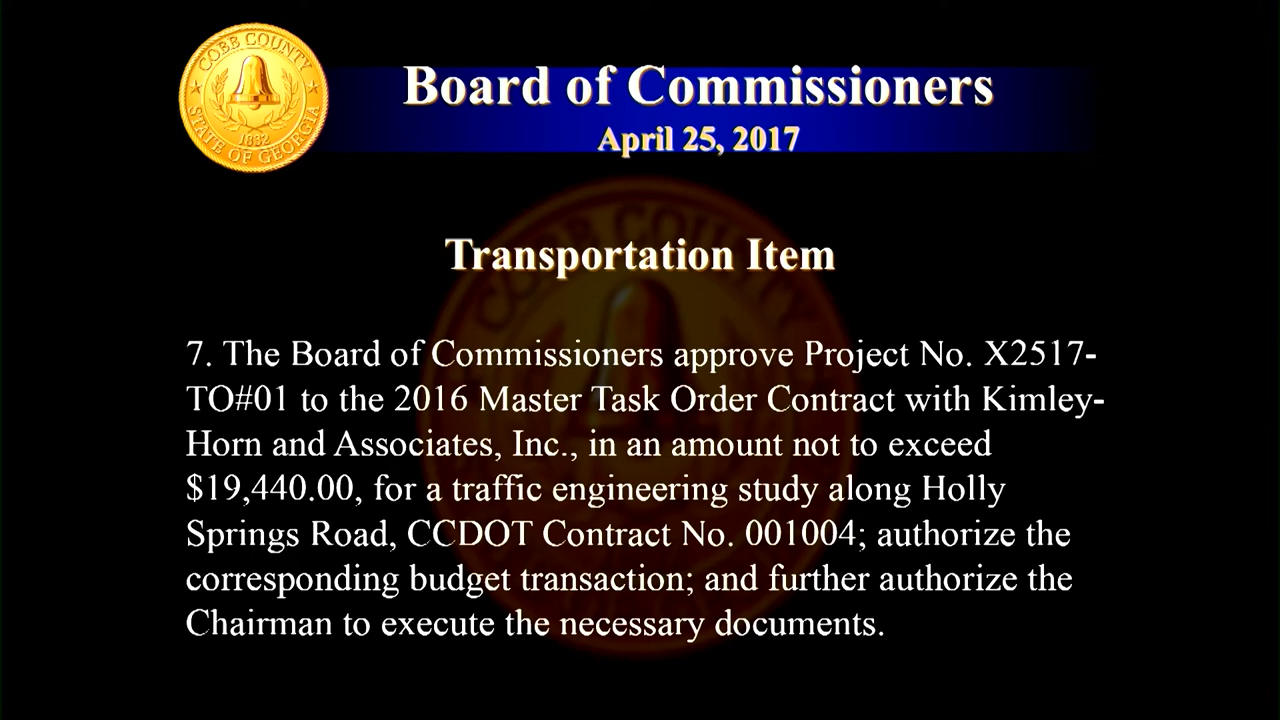 COBB COUNTY
1832
STATE OF GEORGIA
Board of Commissioners
April 25, 2017
COBB COUNTY
Transportation Item
7. The Board of Commissioners approve Project No. X2517-
TO#01 to the 2016 Master Task Order Contract with Kimley-
Horn and Associates, Inc., in an amount not to exceed
$19,440.00, for a traffic engineering study along Holly
Springs Road, CCDOT Contract No. 001004; authorize the
corresponding budget transaction; and further authorize the
Chairman to execute the necessary documents.